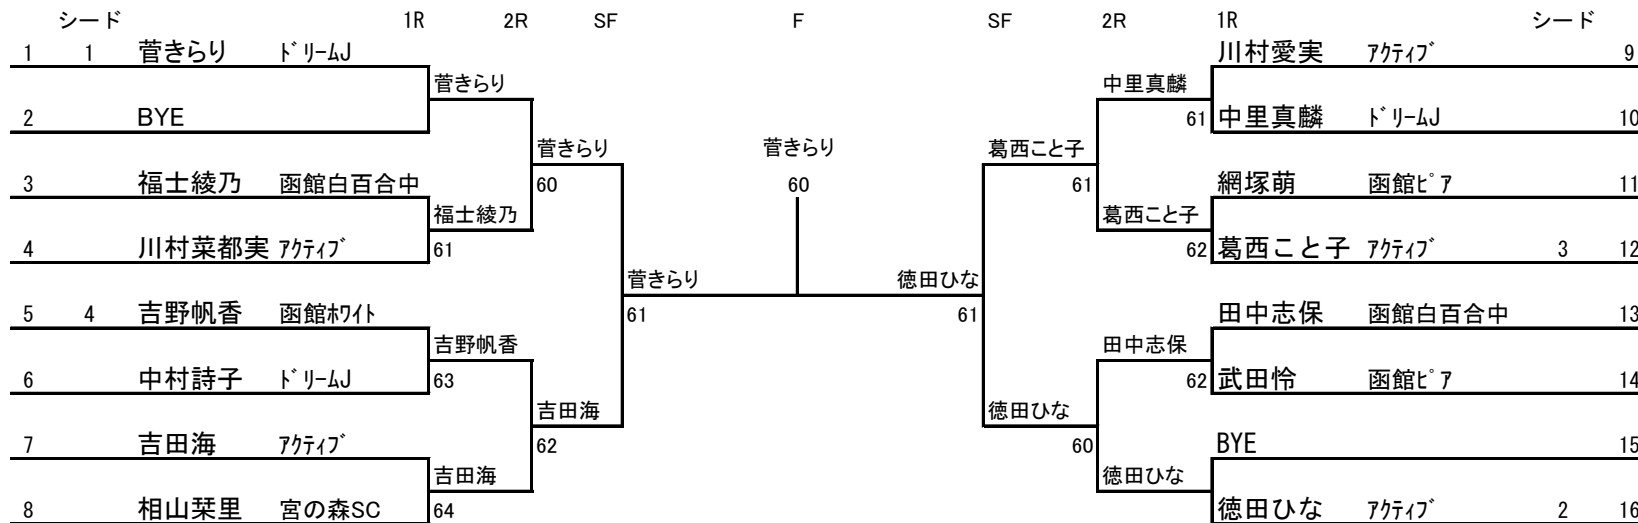 シード 1R 2R SF F SF 2R 1R シード
1 1 菅きらり ﾄﾞﾘｰﾑJ 川村愛実 ｱｸﾃｨﾌﾞ 9
菅きらり 中里真麟
2 BYE 61 中里真麟 ﾄﾞﾘｰﾑJ 10
菅きらり 菅きらり 葛西こと子
3 福士綾乃 函館白百合中 60 60 61 網塚萌 函館ﾋﾟｱ 11
福士綾乃 葛西こと子
4 川村菜都実 ｱｸﾃｨﾌﾞ 61 62 葛西こと子 ｱｸﾃｨﾌﾞ 3 12
菅きらり 徳田ひな
5 4 吉野帆香 函館ﾎﾜｲﾄ 61 61 田中志保 函館白百合中 13
吉野帆香 田中志保
6 中村詩子 ﾄﾞﾘｰﾑJ 63 62 武田怜 函館ﾋﾟｱ 14
吉田海 徳田ひな
7 吉田海 ｱｸﾃｨﾌﾞ 62 60 BYE 15
吉田海 徳田ひな
8 相山栞里 宮の森SC 64 徳田ひな ｱｸﾃｨﾌﾞ 2 16